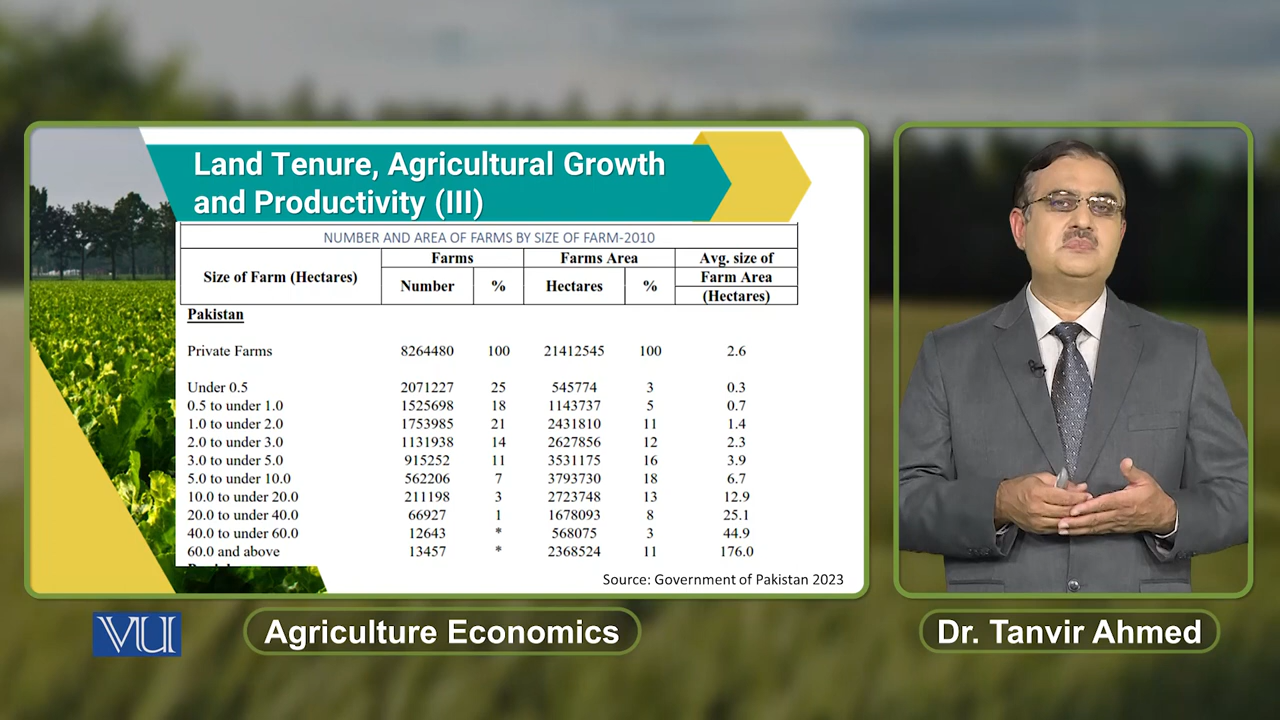 Land Tenure, Agricultural Growth
and Productivity (III)
NUMBER AND AREA OF FARMS BY SIZE OF FARM-2010
Size of Farm (Hectares) Farms Farms Area Avg. size of Farm Area (Hectares)
Number % Hectares %
Pakistan
Private Farms 8264480 100 21412545 100 2.6
Under 0.5 2071227 25 545774 3 0.3
0.5 to under 1.0 1525698 18 1143737 5 0.7
1.0 to under 2.0 1753985 21 2431810 11 1.4
2.0 to under 3.0 1131938 14 2627856 12 2.3
3.0 to under 5.0 915252 11 3531175 16 3.9
5.0 to under 10.0 562206 7 3793730 18 6.7
10.0 to under 20.0 211198 3 2723748 13 12.9
20.0 to under 40.0 66927 1 1678093 8 25.1
40.0 to under 60.0 12643 * 568075 3 44.9
60.0 and above 13457 * 2368524 11 176.0
Source: Government of Pakistan 2023
VU
Agriculture Economics
Dr. Tanvir Ahmed